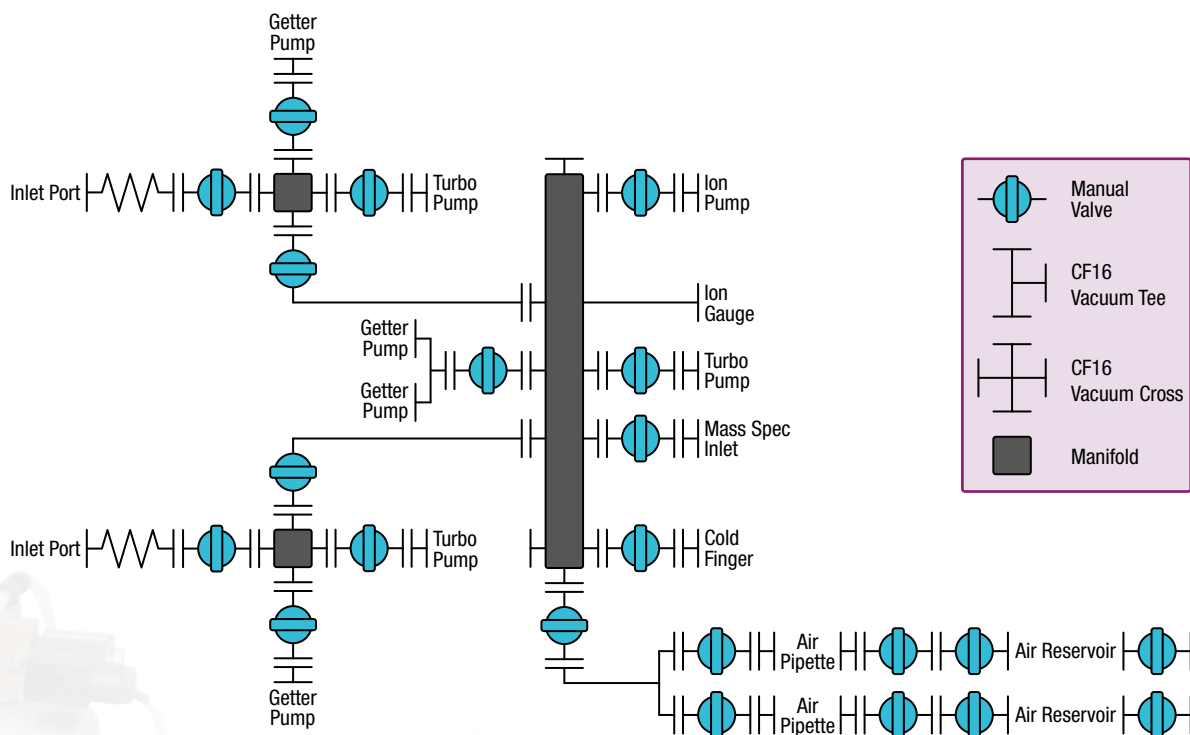 Getter
Pump
Inlet Port
Turbo
Pump
Ion
Pump
Manual
Valve
CF16
Vacuum Tee
Ion
Gauge
Getter
Pump
Turbo
Pump
CF16
Vacuum Cross
Getter
Pump
Mass Spec
Inlet
Manifold
Inlet Port
Turbo
Pump
Cold
Finger
Air
Pipette
Air Reservoir
Getter
Pump
Air
Pipette
Air Reservoir